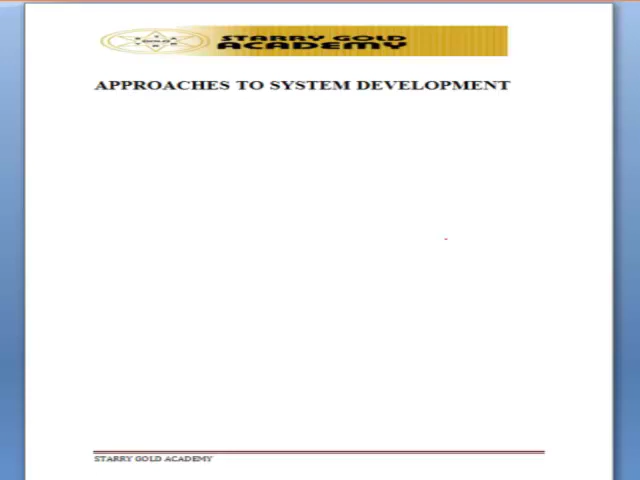 STARRY GOLD
ACADEMY
APPROACHES TO SYSTEM DEVELOPMENT
STARRY GOLD ACADEMY